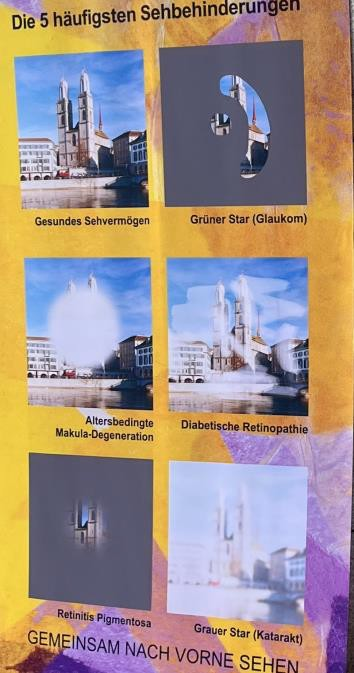 Die 5 häufigsten Sehbehinderungen
Gesundes Sehvermögen
Grüner Star (Glaukom)
Altersbedingte
Makula-Degeneration
Diabetische Retinopathie
Retinitis Pigmentosa
Grauer Star (Katarakt)
GEMEINSAM NACH VORNE SEHEN